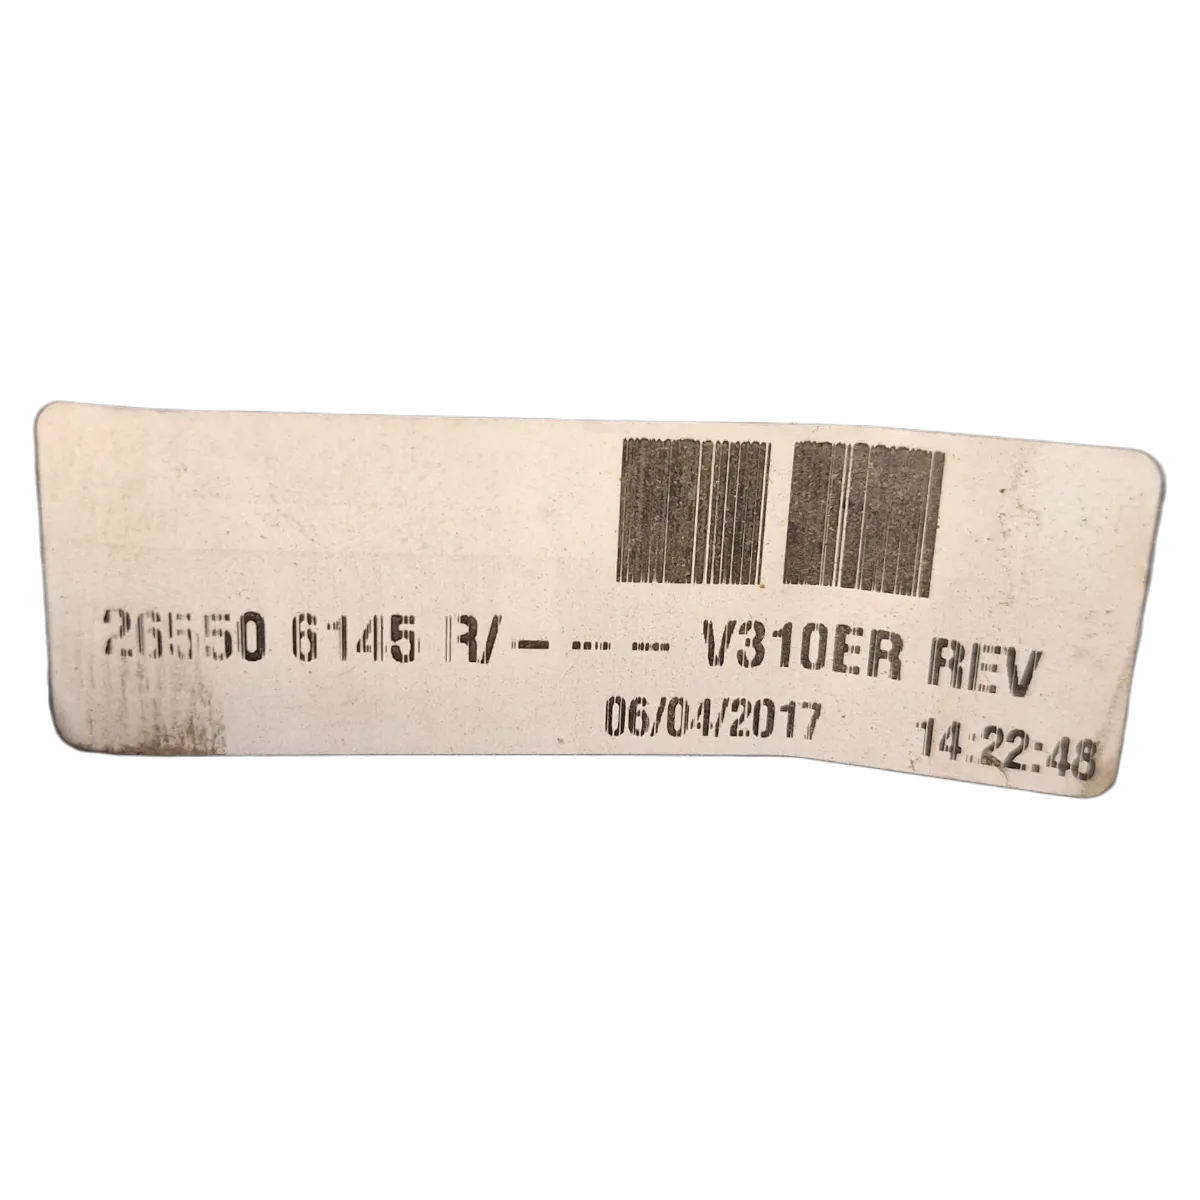 26550 6145 R/- -- - V310ER REV
06/04/2017 14:22:48